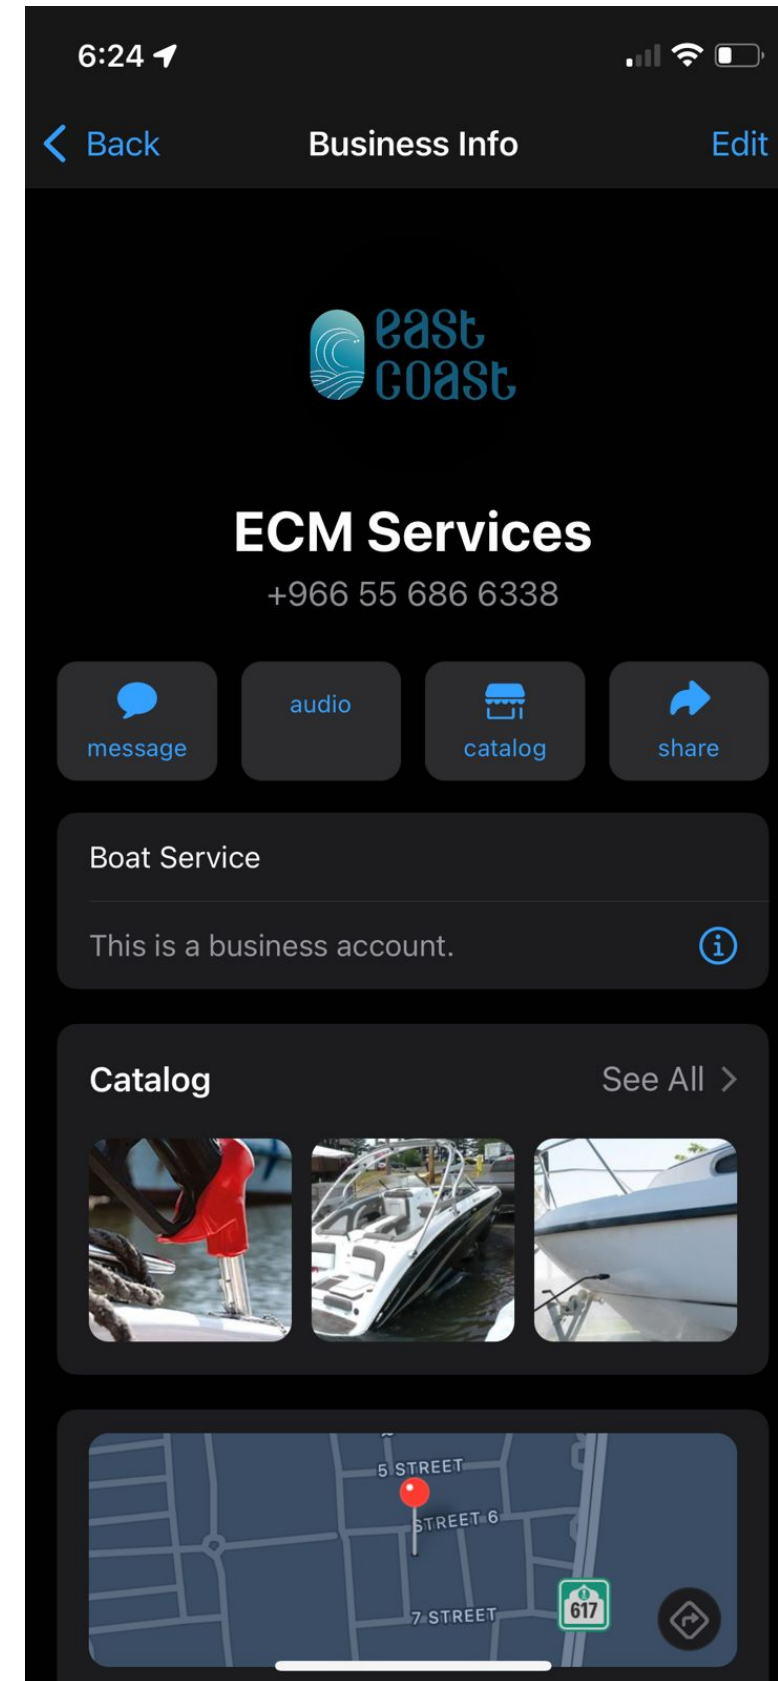 6:24
Back
Business Info
Edit
east
coast
ECM Services
+966 55 686 6338
message
audio
catalog
share
Boat Service
This is a business account.
Catalog
See All
5 STREET
STREET 6
617
7 STREET